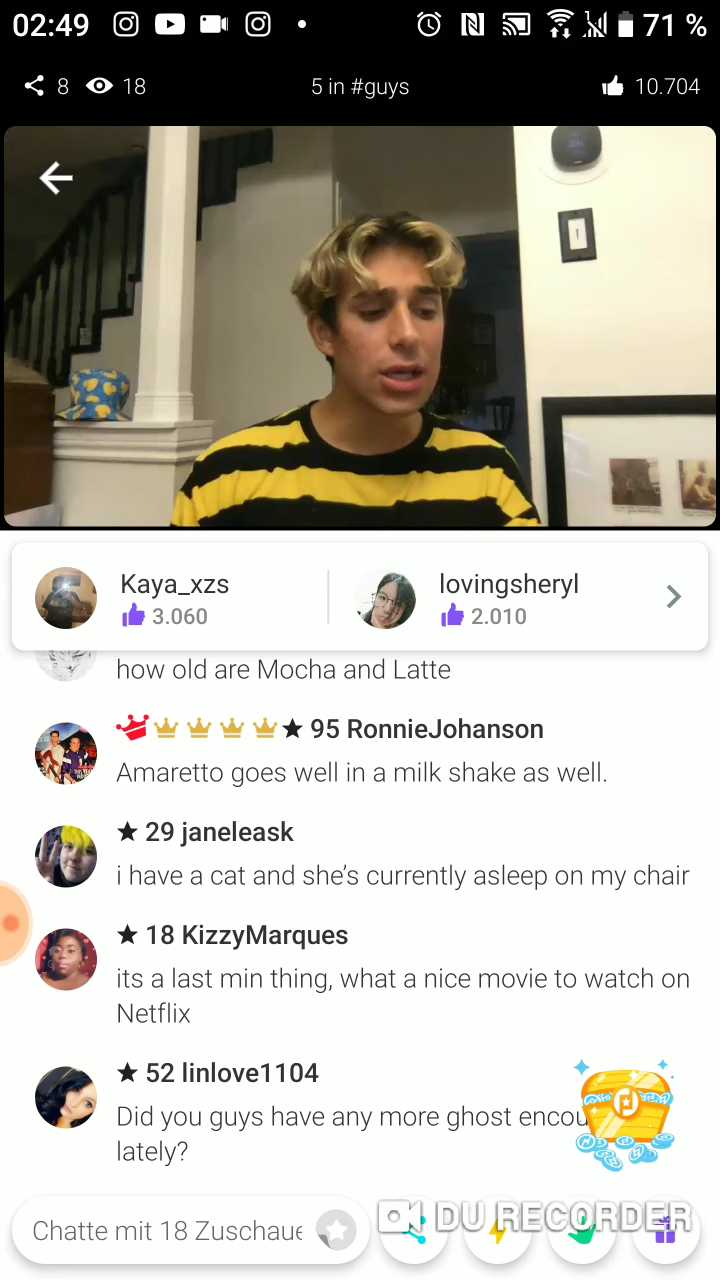 02:49
71 %
8
18
5 in #guys
10.704
Kaya_xzs
3.060
lovingsheryl
2.010
how old are Mocha and Latte
95 RonnieJohanson
Amaretto goes well in a milk shake as well.
29 janeleask
i have a cat and she’s currently asleep on my chair
18 KizzyMarques
its a last min thing, what a nice movie to watch on
Netflix
52 linlove1104
Did you guys have any more ghost encou
lately?
Chatte mit 18 Zuschaue
DU RECORDER